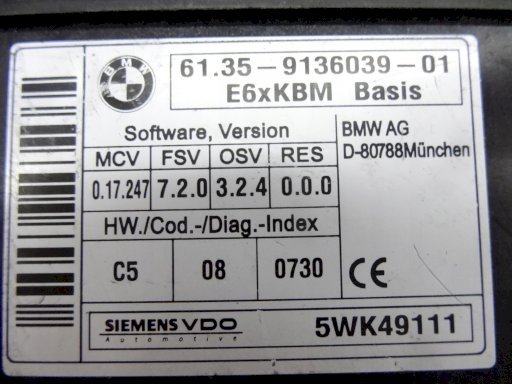 BMW
61.35-9136039-01
E6xKBM Basis
Software, Version
MCV FSV OSV RES
0.17.247 7.2.0 3.2.4 0.0.0
HW./Cod.-/Diag.-Index
C5 08 0730
BMW AG
D-80788München
CE
SIEMENS VDO
Automotive
5WK49111